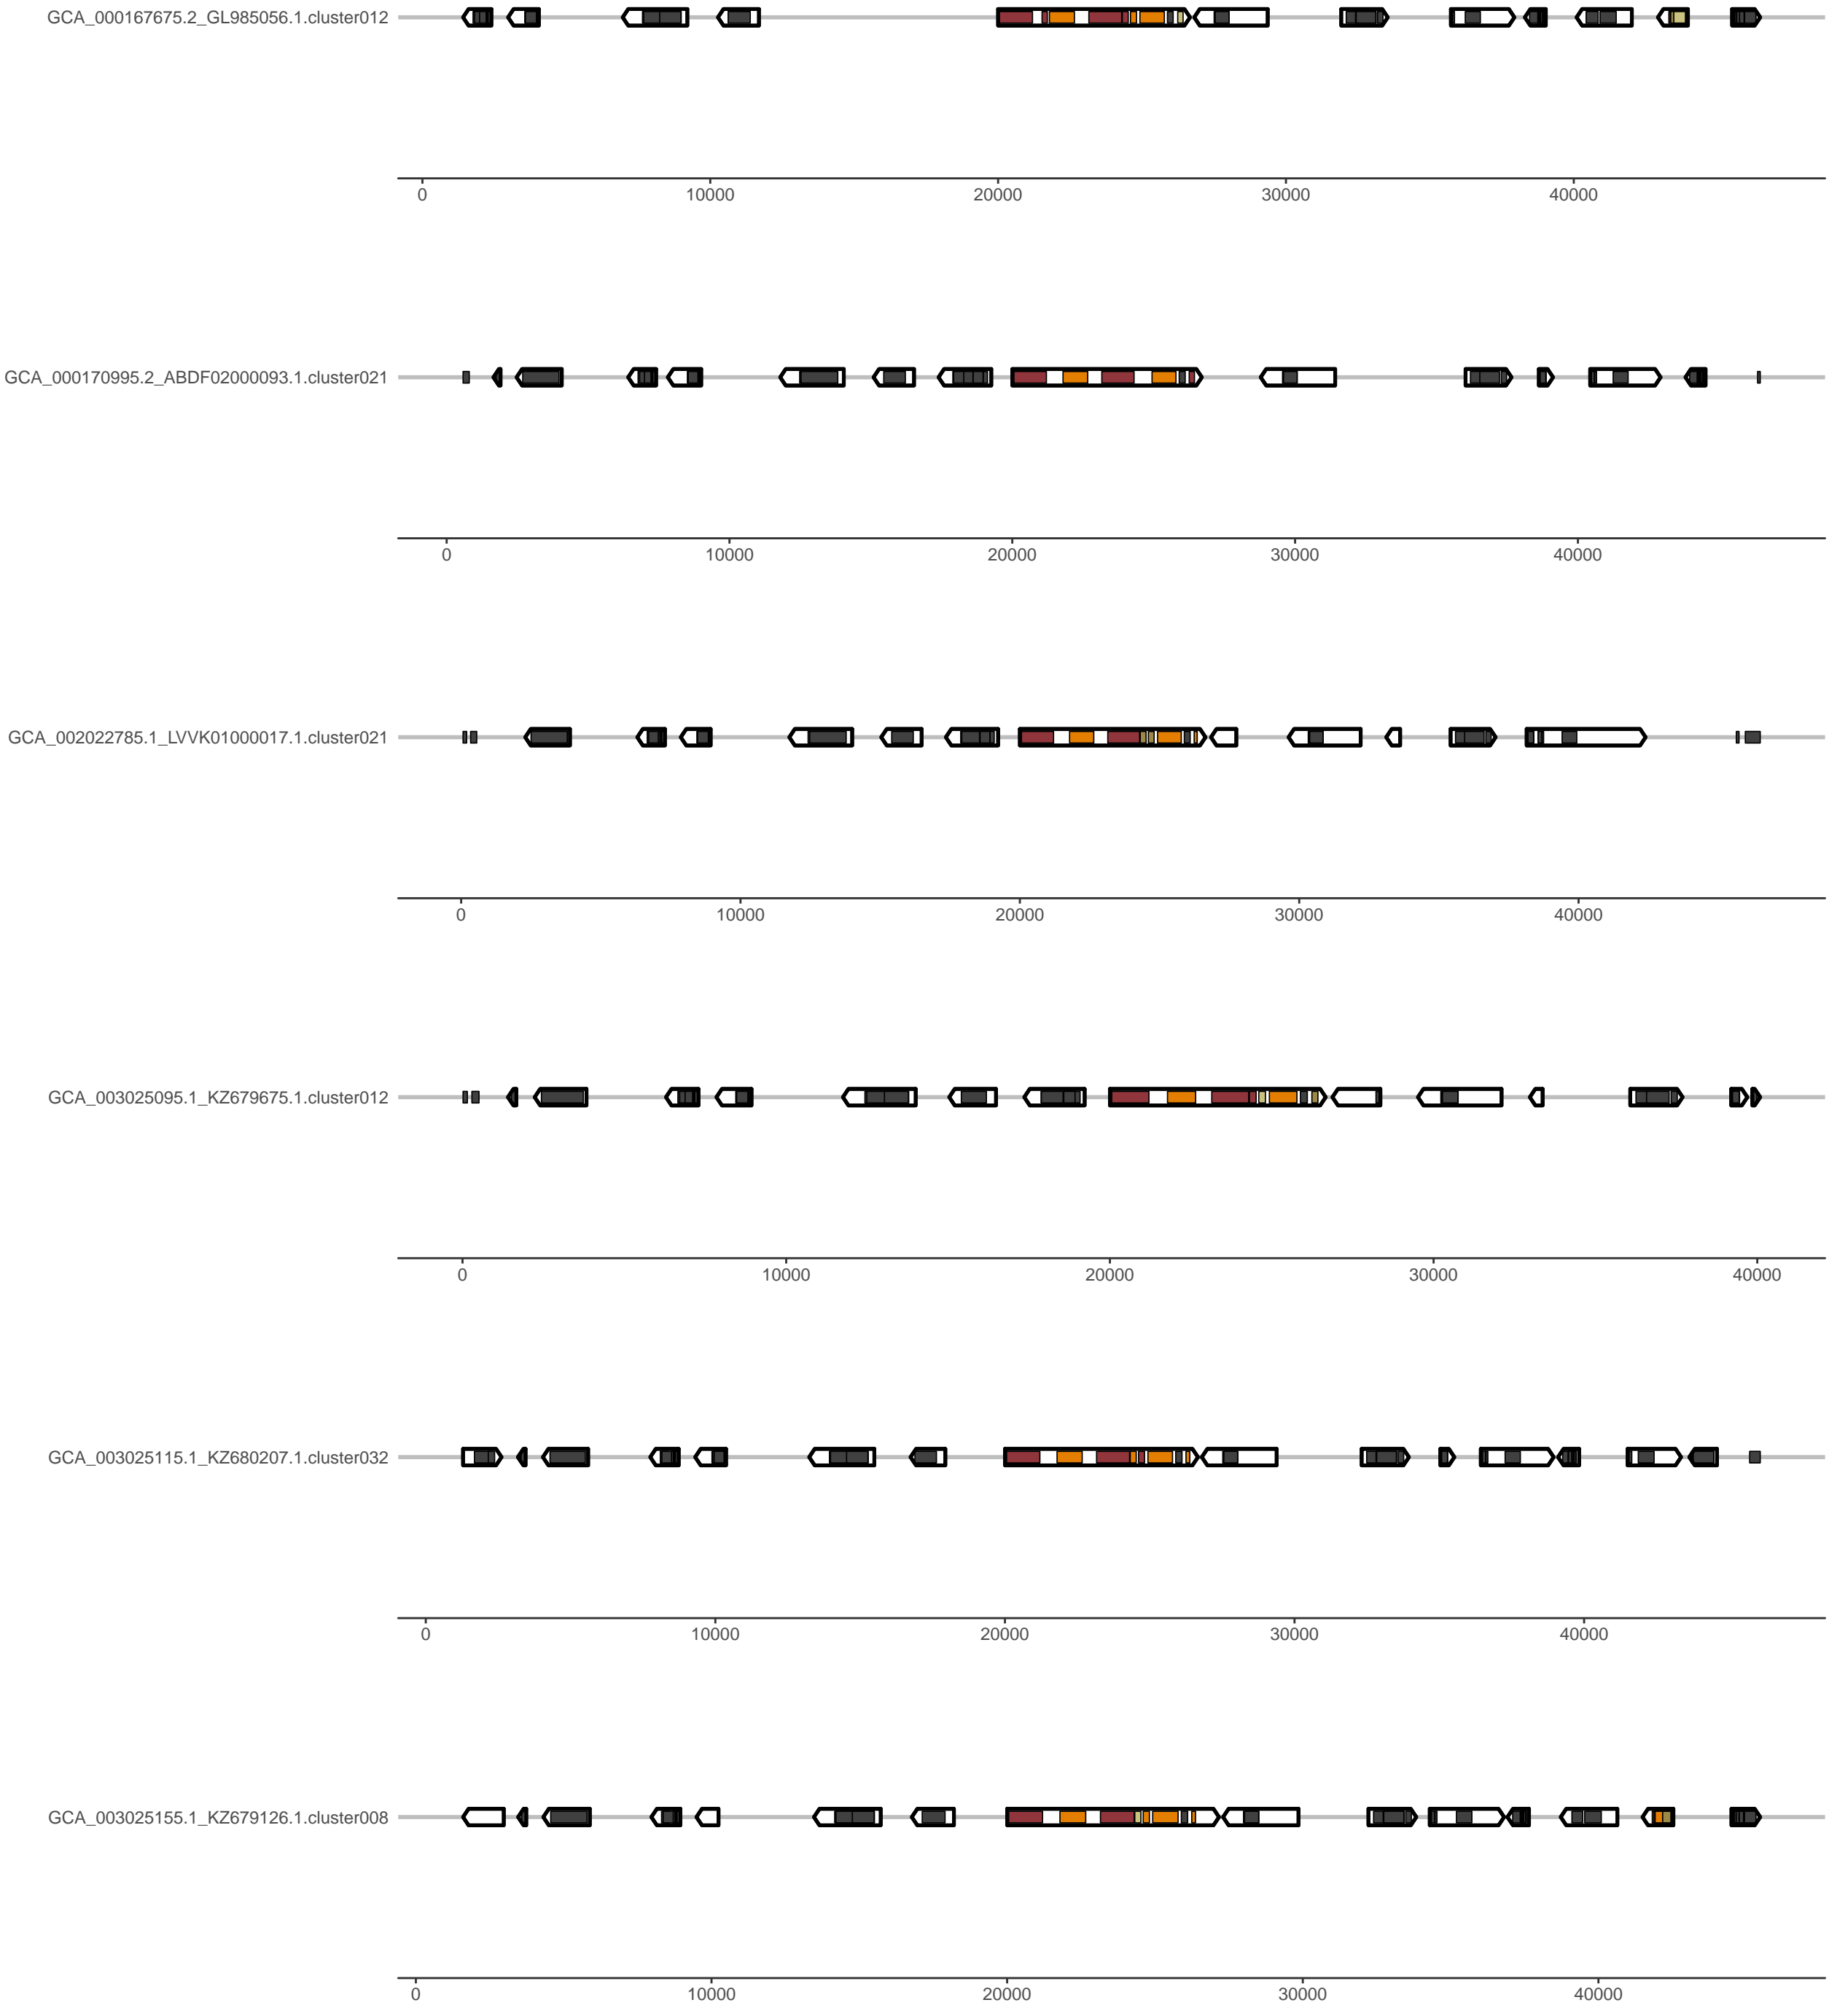 GCA_000167675.2_GL985056.1.cluster012
0 10000 20000 30000 40000
GCA_000170995.2_ABDF02000093.1.cluster021
0 10000 20000 30000 40000
GCA_002022785.1_LVVK01000017.1.cluster021
0 10000 20000 30000 40000
GCA_003025095.1_KZ679675.1.cluster012
0 10000 20000 30000 40000
GCA_003025115.1_KZ680207.1.cluster032
0 10000 20000 30000 40000
GCA_003025155.1_KZ679126.1.cluster008
0 10000 20000 30000 40000